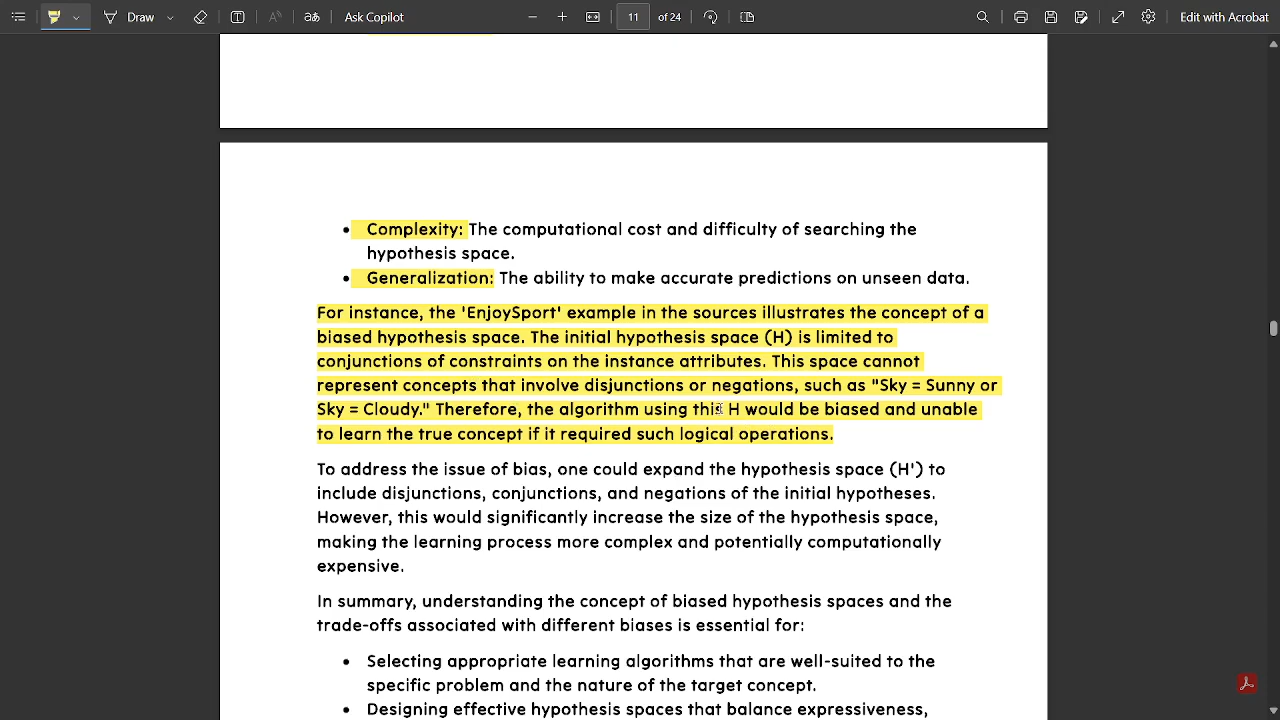 Draw
Ask Copilot
11 of 24
Edit with Acrobat
• Complexity: The computational cost and difficulty of searching the
hypothesis space.
• Generalization: The ability to make accurate predictions on unseen data.
For instance, the 'EnjoySport' example in the sources illustrates the concept of a
biased hypothesis space. The initial hypothesis space (H) is limited to
conjunctions of constraints on the instance attributes. This space cannot
represent concepts that involve disjunctions or negations, such as "Sky = Sunny or
Sky = Cloudy." Therefore, the algorithm using this H would be biased and unable
to learn the true concept if it required such logical operations.
To address the issue of bias, one could expand the hypothesis space (H') to
include disjunctions, conjunctions, and negations of the initial hypotheses.
However, this would significantly increase the size of the hypothesis space,
making the learning process more complex and potentially computationally
expensive.
In summary, understanding the concept of biased hypothesis spaces and the
trade-offs associated with different biases is essential for:
• Selecting appropriate learning algorithms that are well-suited to the
specific problem and the nature of the target concept.
• Designing effective hypothesis spaces that balance expressiveness,